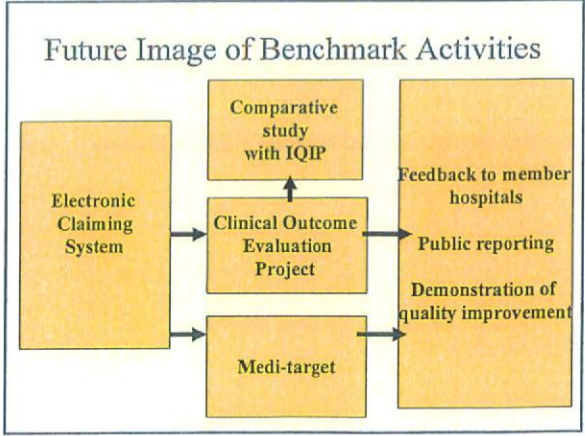 Future Image of Benchmark Activities
Comparative
study
with IQIP
Electronic
Claiming
System
Clinical Outcome
Evaluation
Project
Medi-target
Feedback to member
hospitals
Public reporting
Demonstration of
quality improvement